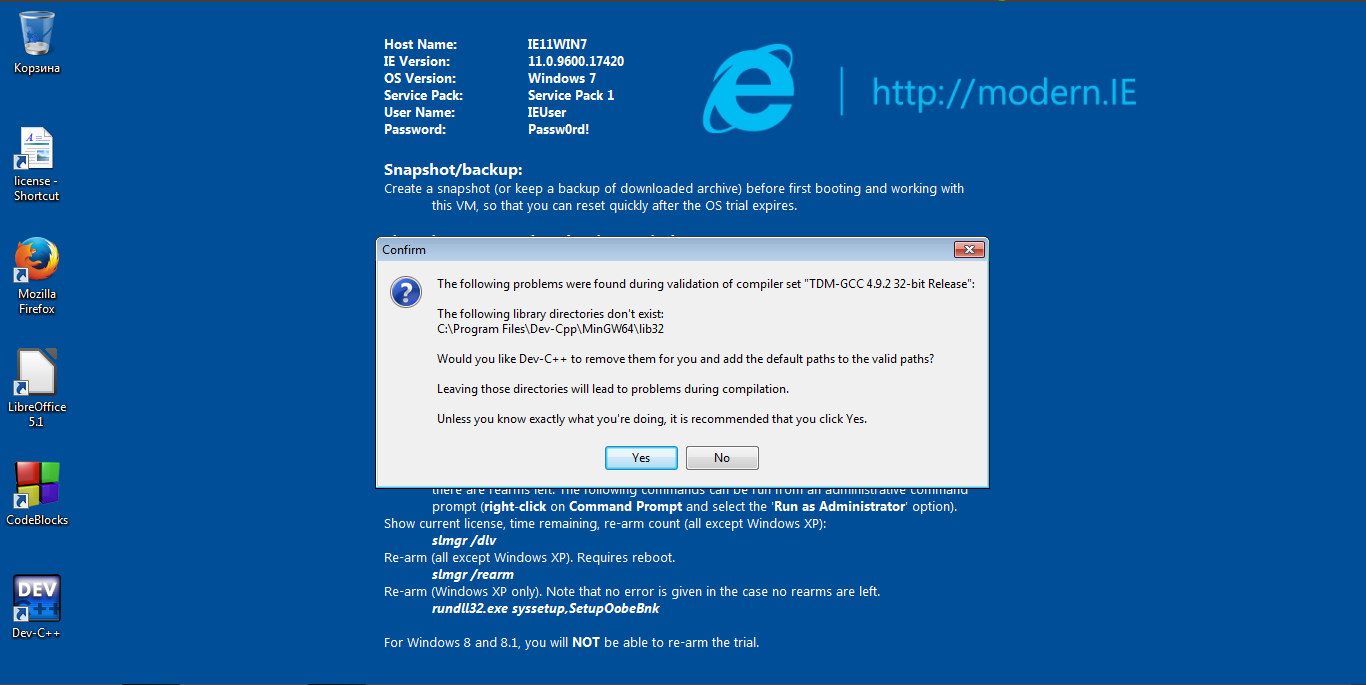 Корзина
license -
Shortcut
Mozilla
Firefox
LibreOffice
5.1
CodeBlocks
DEV
C++
Dev-C++
Host Name: IE11WIN7
IE Version: 11.0.9600.17420
OS Version: Windows 7
Service Pack: Service Pack 1
User Name: IEUser
Password: Passw0rd!
http://modern.IE
Snapshot/backup:
Create a snapshot (or keep a backup of downloaded archive) before first booting and working with
this VM, so that you can reset quickly after the OS trial expires.
Confirm
The following problems were found during validation of compiler set "TDM-GCC 4.9.2 32-bit Release":
The following library directories don't exist:
C:\Program Files\Dev-Cpp\MinGW64\lib32
Would you like Dev-C++ to remove them for you and add the default paths to the valid paths?
Leaving those directories will lead to problems during compilation.
Unless you know exactly what you're doing, it is recommended that you click Yes.
Yes No
there are rearms left. The following commands can be run from an administrative command
prompt (right-click on Command Prompt and select the 'Run as Administrator' option).
Show current license, time remaining, re-arm count (all except Windows XP):
slmgr /dlv
Re-arm (all except Windows XP). Requires reboot.
slmgr /rearm
Re-arm (Windows XP only). Note that no error is given in the case no rearms are left.
rundll32.exe syssetup,SetupOobeBnk
For Windows 8 and 8.1, you will NOT be able to re-arm the trial.